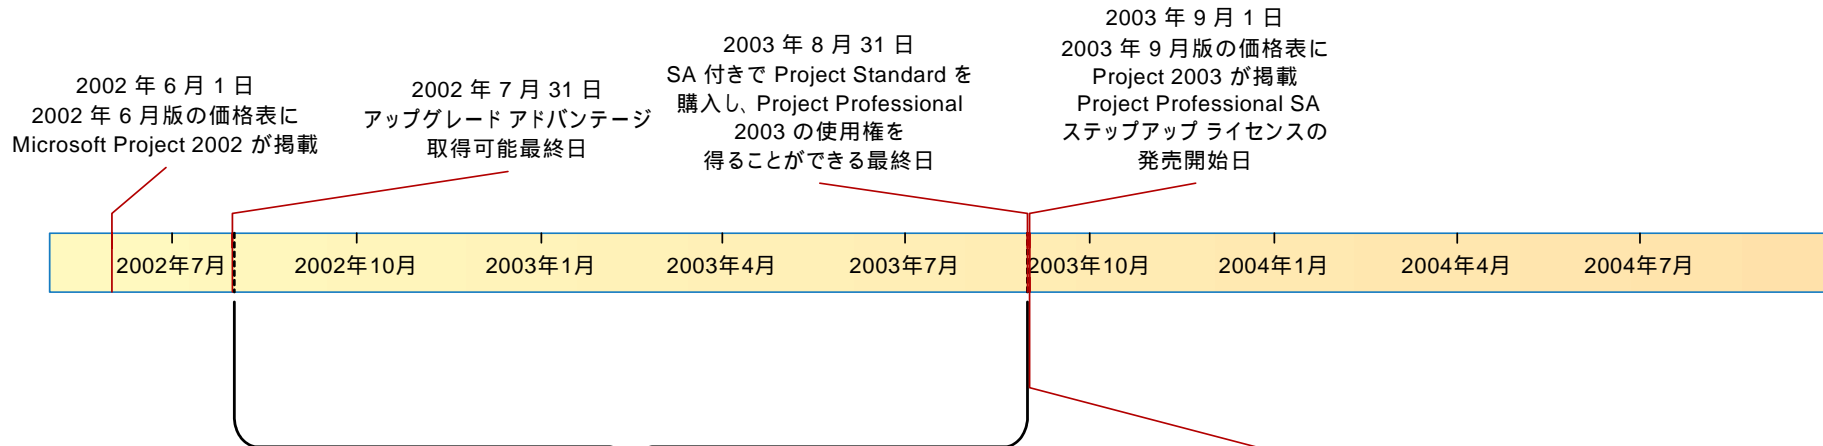 2002 年 6 月 1 日
2002 年 6 月版の価格表に
Microsoft Project 2002 が掲載
2002 年 7 月 31 日
アップグレード アドバンテージ
取得可能最終日
2003 年 8 月 31 日
SA 付きで Project Standard を
購入し、Project Professional
2003 の使用権を
得ることができる最終日
2003 年 9 月 1 日
2003 年 9 月版の価格表に
Project 2003 が掲載
Project Professional SA
ステップアップ ライセンスの
発売開始日
2002年7月
2002年10月
2003年1月
2003年4月
2003年7月
2003年10月
2004年1月
2004年4月
2004年7月